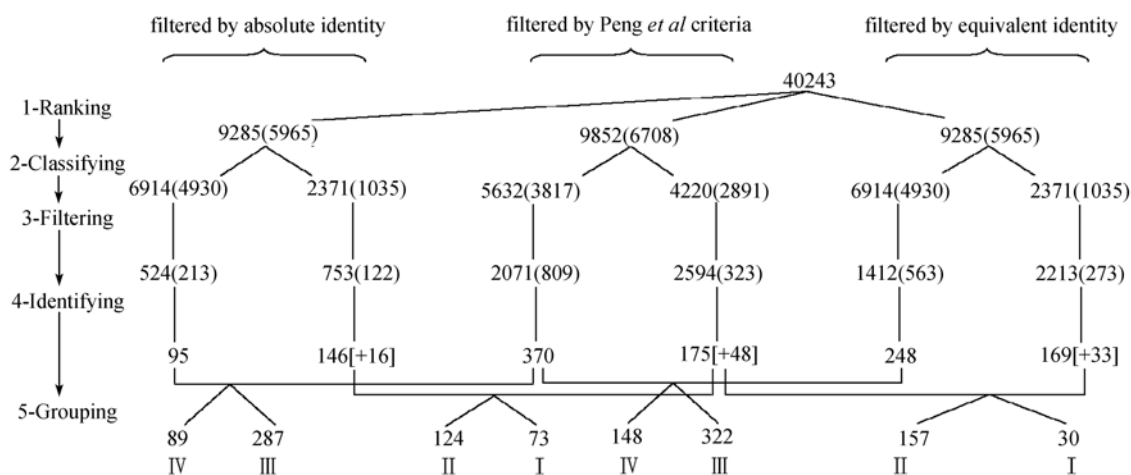 filtered by absolute identity filtered by Peng et al criteria filtered by equivalent identity
40243
1-Ranking
9285(5965) 9852(6708) 9285(5965)
2-Classifying
6914(4930) 2371(1035) 5632(3817) 4220(2891) 6914(4930) 2371(1035)
3-Filtering
524(213) 753(122) 2071(809) 2594(323) 1412(563) 2213(273)
4-Identifying
95 146[+16] 370 175[+48] 248 169[+33]
5-Grouping
89 287 124 73 148 322 157 30
IV III II I IV III II I